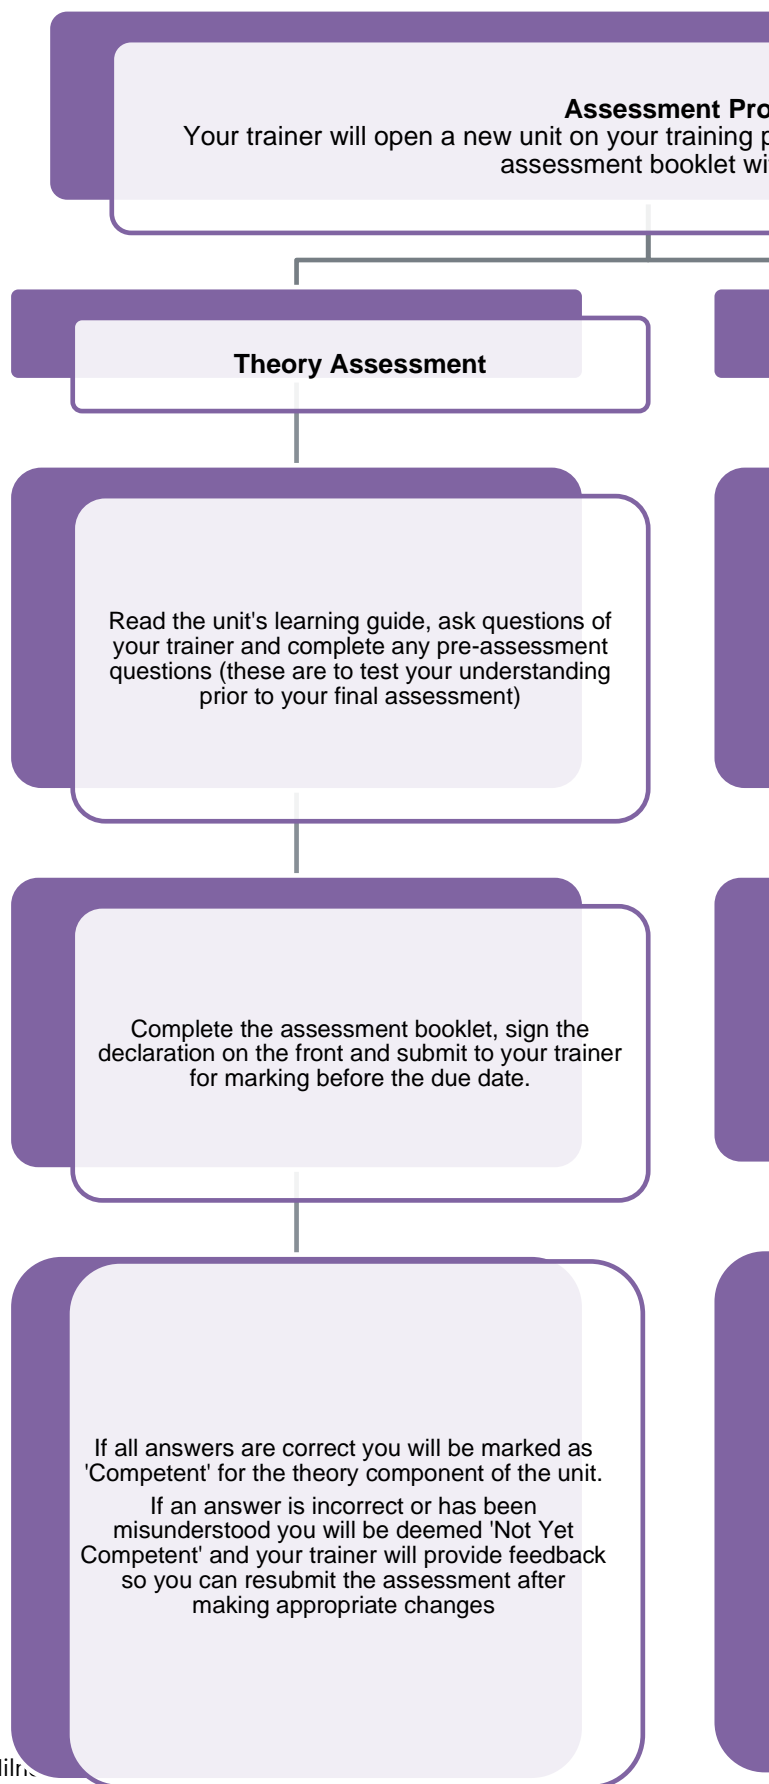 Assessment Pro
Your trainer will open a new unit on your training p
assessment booklet wi
Theory Assessment
Read the unit's learning guide, ask questions of
your trainer and complete any pre-assessment
questions (these are to test your understanding
prior to your final assessment)
Complete the assessment booklet, sign the
declaration on the front and submit to your trainer
for marking before the due date.
If all answers are correct you will be marked as
'Competent' for the theory component of the unit.
If an answer is incorrect or has been
misunderstood you will be deemed 'Not Yet
Competent' and your trainer will provide feedback
so you can resubmit the assessment after
making appropriate changes